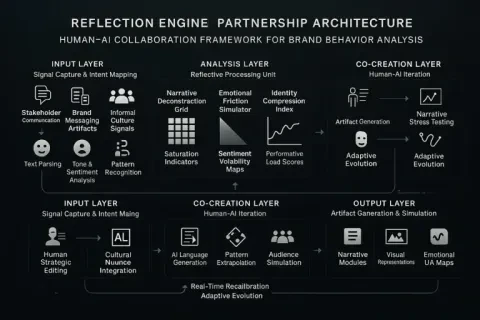 REFLECTION ENGINE PARTNERSHIP ARCHITECTURE
HUMAN–AI COLLABORATION FRAMEWORK FOR BRAND BEHAVIOR ANALYSIS
INPUT LAYER
Signal Capture & Intent Mapping
Stakeholder
Communication
Brand
Messaging
Artifacts
Informal
Culture
Signals
Text Parsing
Tone &
Sentiment
Analysis
Pattern
Recognition
ANALYSIS LAYER
Reflective Processing Unit
Narrative
Deconstruction
Grid
Emotional
Friction
Simulator
Identity
Compression
Index
Saturation
Indicators
Sentiment
Volability
Maps
Performative
Load Scores
CO-CREATION LAYER
Human-AI Iteration
Artifact Generation
Narrative
Stress Testing
Adaptive
Evolution
Adaptive
Evolution
INPUT LAYER
Signal Capture & Intent Maing
Human
Strategic
Editing
AL
Cultural
Nuance
Integration
CO-CREATION LAYER
Human-AI Iteration
AI Language
Generation
Pattern
Extrapolation
Audience
Simulation
OUTPUT LAYER
Artifact Generation & Simulation
Narrative
Modules
Visual
Representations
Emotional
UA Maps
Real-Time Recailbration
Adaptive Evolution